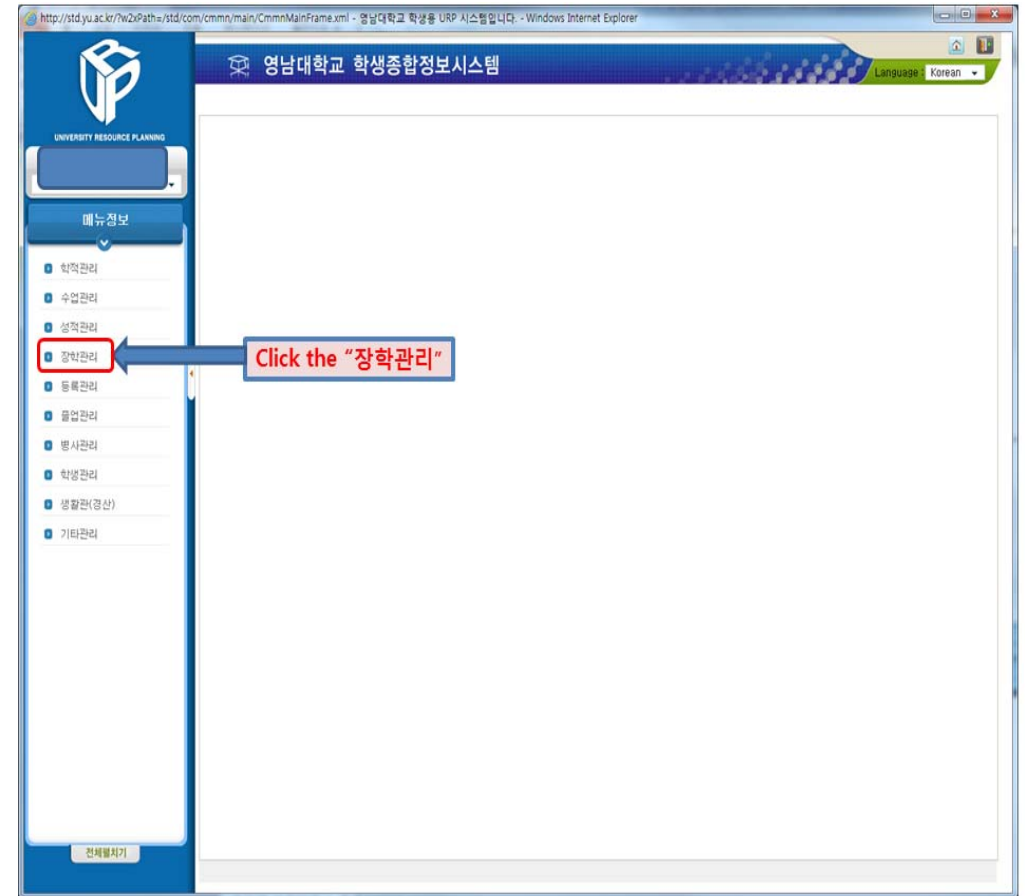 http://std.yu.ac.kr/?w2xPath=/std/com/cmmn/main/CmmnMainFrame.xml - 영남대학교 학생용 URP 시스템입니다. - Windows Internet Explorer
영남대학교 학생종합정보시스템
Language : Korean
URP
UNIVERSITY RESOURCE PLANNING
메뉴정보
학적관리
수업관리
성적관리
장학관리
Click the “장학관리”
등록관리
졸업관리
병사관리
학생관리
생활관(경산)
기타관리
전체펼치기